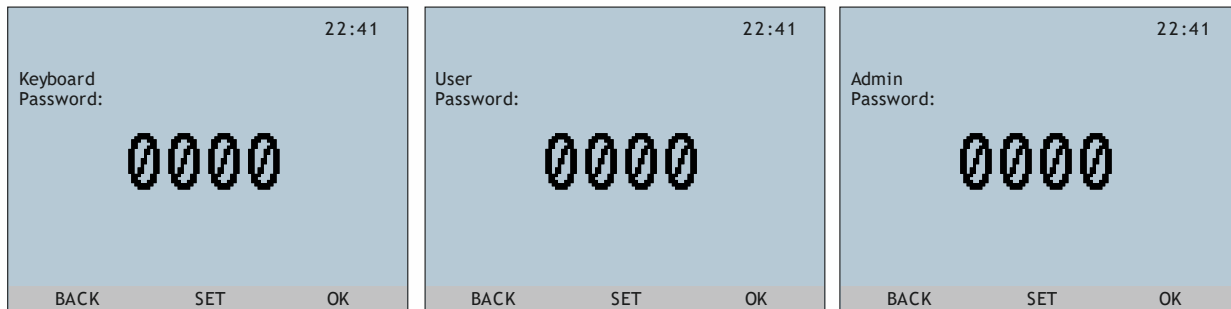 22:41
Keyboard
Password:
0000
BACK SET OK
22:41
User
Password:
0000
BACK SET OK
22:41
Admin
Password:
0000
BACK SET OK